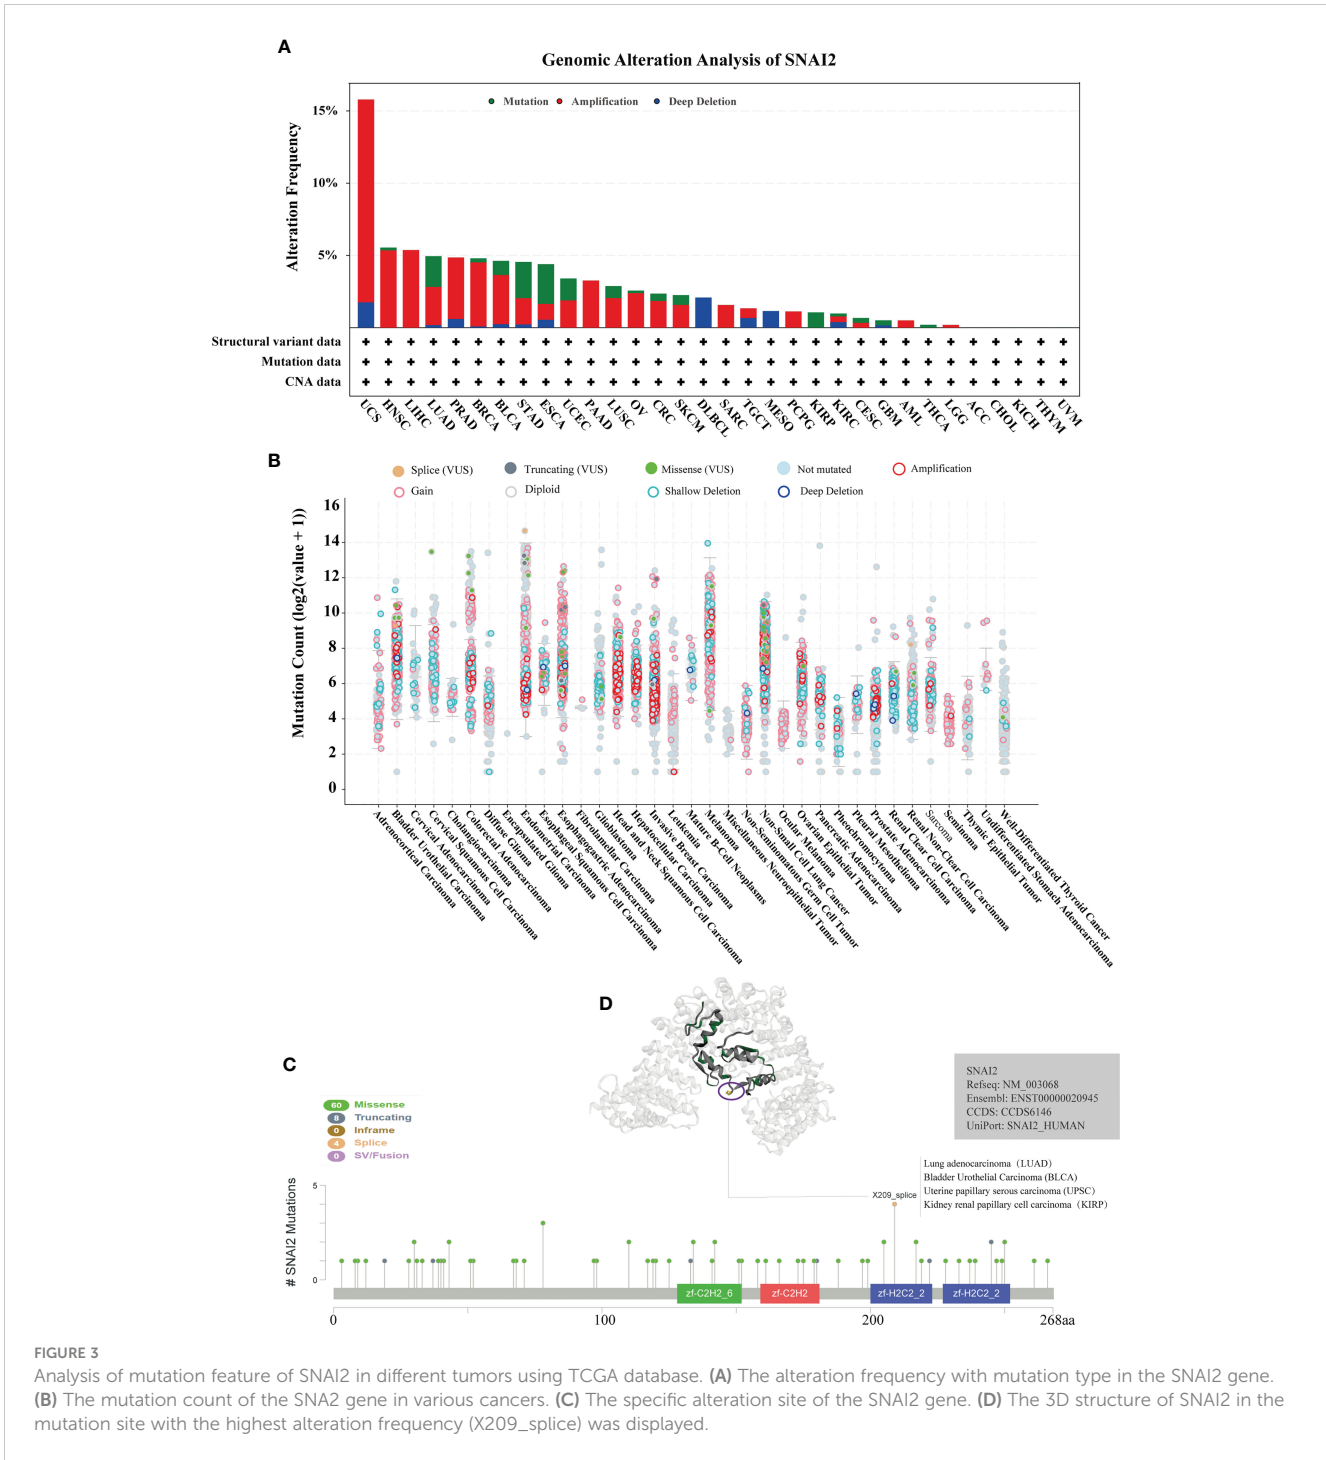 A
Genomic Alteration Analysis of SNAI2
Mutation Amplification Deep Deletion
Alteration Frequency
15%
10%
5%
Structural variant data
Mutation data
CNA data
UCS HNSC LIHC LUAD PRAD BRCA BLCA STAD ESCA UCEC PAAD LUSC OV CRC SKCM DLBCL SARC TGCT MESO PCPG KIRP KIRC CESC GBM AML THCA LGG ACC CHOL KICH THYM UVM
B
Splice (VUS) Truncating (VUS) Missense (VUS) Not mutated Amplification
Gain Diploid Shallow Deletion Deep Deletion
Mutation Count (log2(value + 1))
16
14
12
10
8
6
4
2
0
Adrenocortical Carcinoma
Bladder Urothelial Carcinoma
Cervical Adenocarcinoma
Cervical Squamous Cell Carcinoma
Cholangiocarcinoma
Colorectal Adenocarcinoma
Diffuse Glioma
Encapsulated Glioma
Endometrial Carcinoma
Esophageal Squamous Cell Carcinoma
Esophagogastric Adenocarcinoma
Fibrolamellar Carcinoma
Glioblastoma
Head and Neck Squamous Cell Carcinoma
Hepatocellular Carcinoma
Invasive Breast Carcinoma
Leukemia
Mature B-Cell Neoplasms
Melanoma
Miscellaneous Neuroepithelial Tumor
Non-Seminomatous Germ Cell Tumor
Non-Small Cell Lung Cancer
Ocular Melanoma
Ovarian Epithelial Tumor
Pancreatic Adenocarcinoma
Pheochromocytoma
Pleural Mesothelioma
Prostate Adenocarcinoma
Renal Clear Cell Carcinoma
Renal Non-Clear Cell Carcinoma
Sarcoma
Seminoma
Thymic Epithelial Tumor
Undifferentiated Stomach Adenocarcinoma
Well-Differentiated Thyroid Cancer
D
C
60 Missense
8 Truncating
0 Inframe
4 Splice
0 SV/Fusion
SNAI2
Refseq: NM_003068
Ensembl: ENST00000020945
CCDS: CCDS6146
UniPort: SNAI2_HUMAN
Lung adenocarcinoma (LUAD)
Bladder Urothelial Carcinoma (BLCA)
Uterine papillary serous carcinoma (UPSC)
Kidney renal papillary cell carcinoma (KIRP)
X209_splice
# SNAI2 Mutations
5
0
zf-C2H2_6 zf-C2H2 zf-H2C2_2 zf-H2C2_2
0 100 200 268aa
FIGURE 3
Analysis of mutation feature of SNAI2 in different tumors using TCGA database. (A) The alteration frequency with mutation type in the SNAI2 gene.
(B) The mutation count of the SNA2 gene in various cancers. (C) The specific alteration site of the SNAI2 gene. (D) The 3D structure of SNAI2 in the
mutation site with the highest alteration frequency (X209_splice) was displayed.